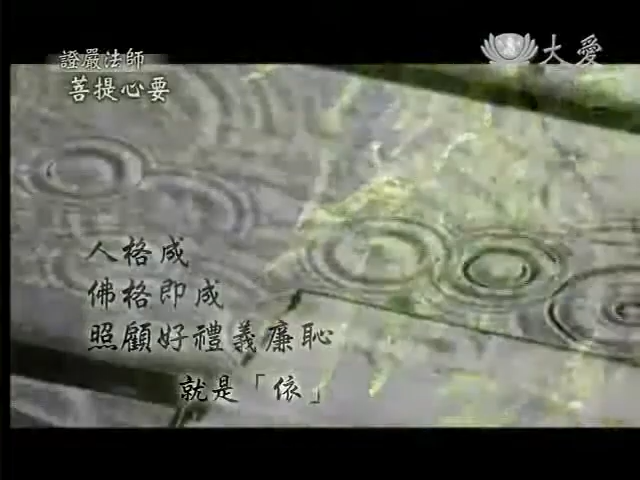 證嚴法師
菩提心要
大愛
人格成
佛格即成
照顧好禮義廉恥
就是「依」